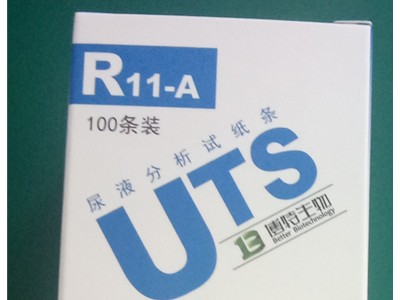 R11-A
100条装
尿液分析试纸条
UTS
博特生物
Better Biotechnology